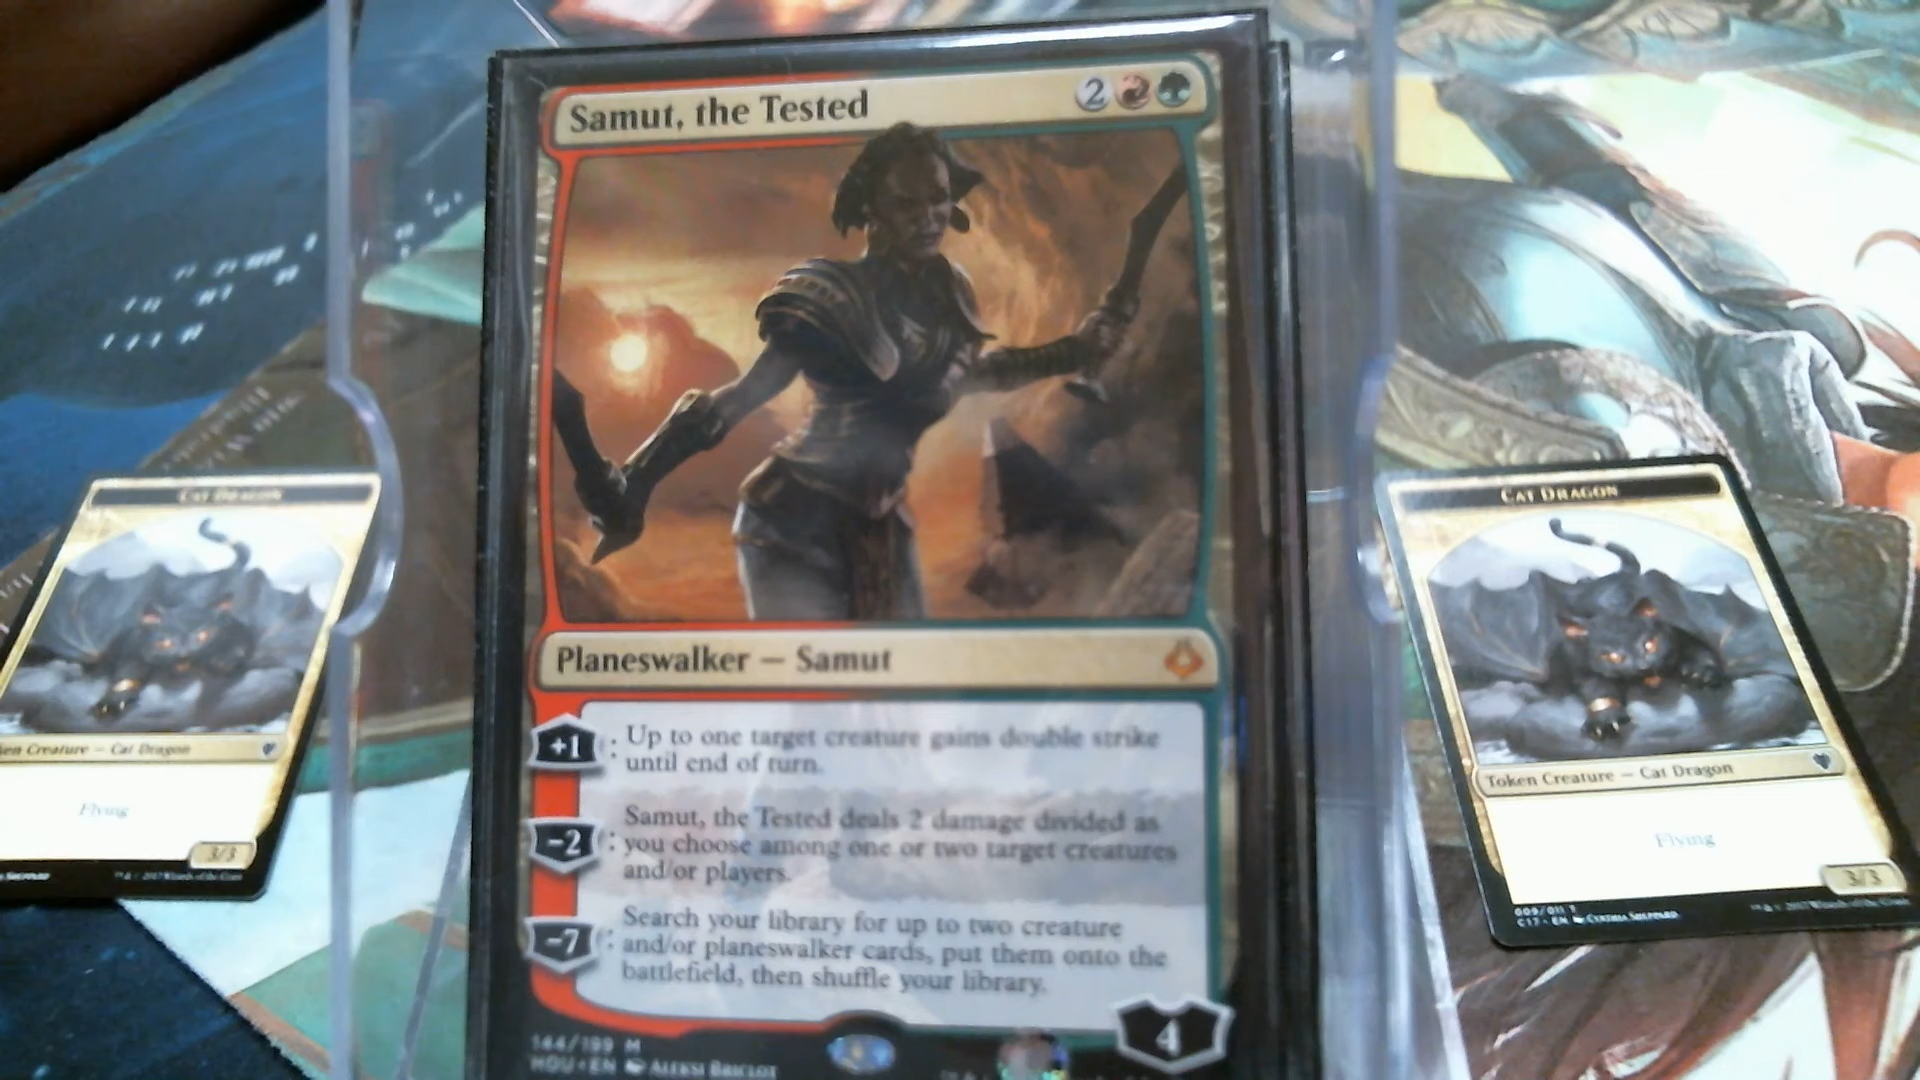 Samut, the Tested
2
Planeswalker — Samut
+1 : Up to one target creature gains double strike
until end of turn.
-2 : Samut, the Tested deals 2 damage divided as
you choose among one or two target creatures
and/or players.
-7 : Search your library for up to two creature
and/or planeswalker cards, put them onto the
battlefield, then shuffle your library.
4
144/199 M
HOU • EN ALEKSI BRICLOT
CAT DRAGON
Creature — Cat Dragon
Flying
3/3
CAT DRAGON
Token Creature — Cat Dragon
Flying
3/3
009/011 T
C17 • EN CYNTHIA SHEPPARD